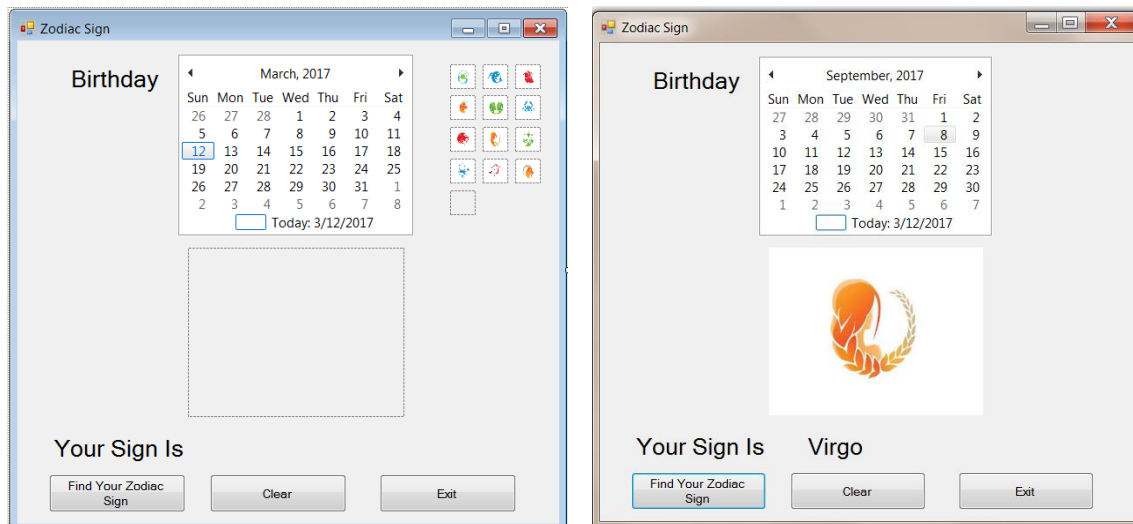 Zodiac Sign
Birthday
March, 2017
Sun Mon Tue Wed Thu Fri Sat
26 27 28 1 2 3 4
5 6 7 8 9 10 11
12 13 14 15 16 17 18
19 20 21 22 23 24 25
26 27 28 29 30 31 1
2 3 4 5 6 7 8
Today: 3/12/2017
Your Sign Is
Find Your Zodiac
Sign
Clear
Exit
Zodiac Sign
Birthday
September, 2017
Sun Mon Tue Wed Thu Fri Sat
27 28 29 30 31 1 2
3 4 5 6 7 8 9
10 11 12 13 14 15 16
17 18 19 20 21 22 23
24 25 26 27 28 29 30
1 2 3 4 5 6 7
Today: 3/12/2017
Your Sign Is Virgo
Find Your Zodiac
Sign
Clear
Exit